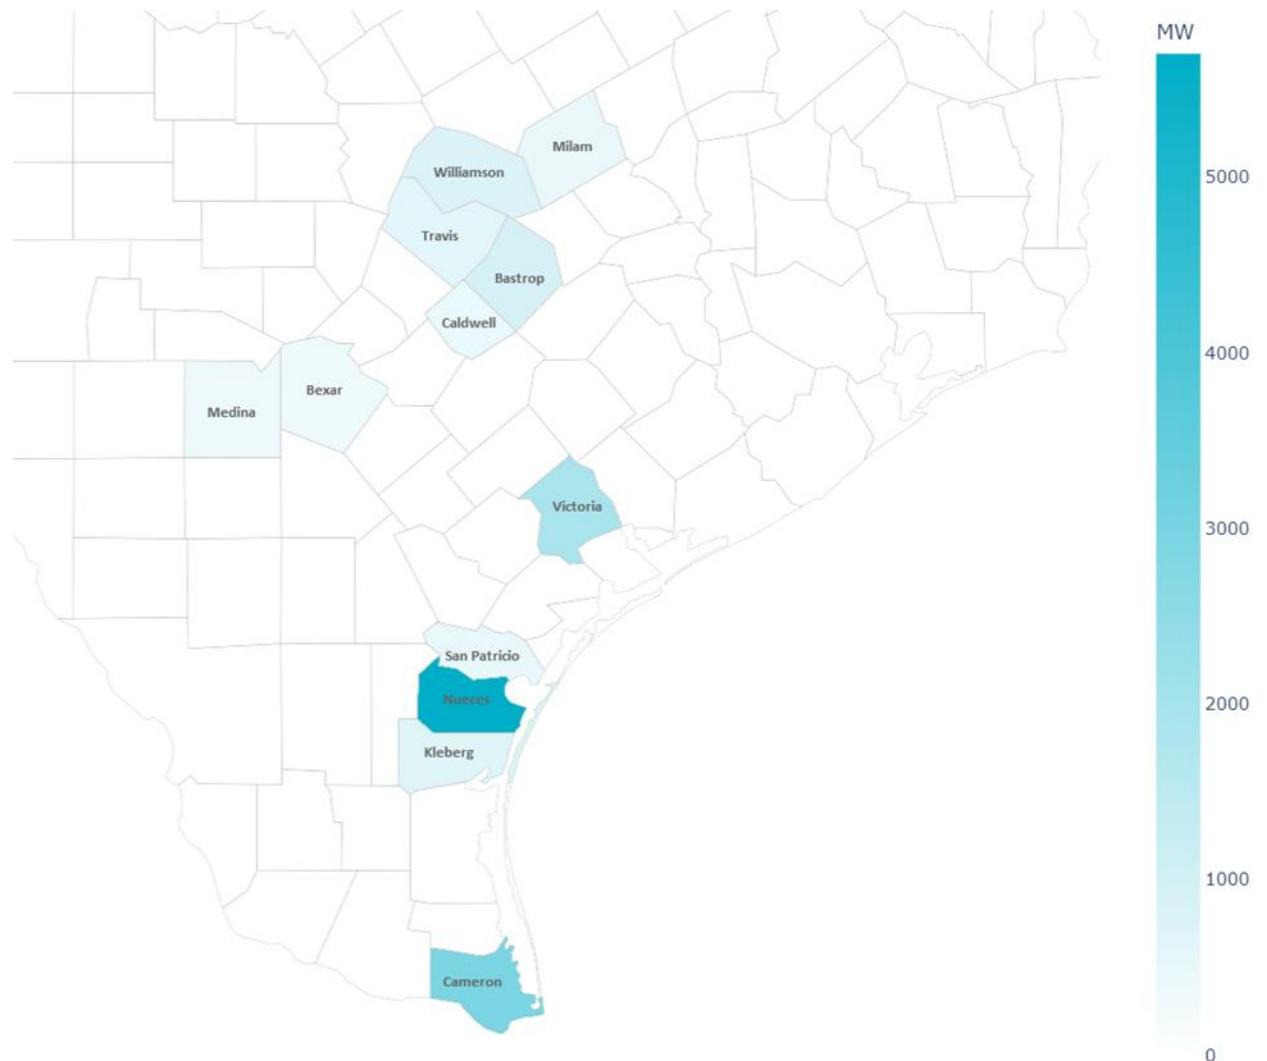 MW
Milam
Williamson
5000
Travis
Bastrop
Caldwell
4000
Bexar
Medina
Victoria
3000
San Patricio
Nueces
2000
Kleberg
1000
Cameron
0